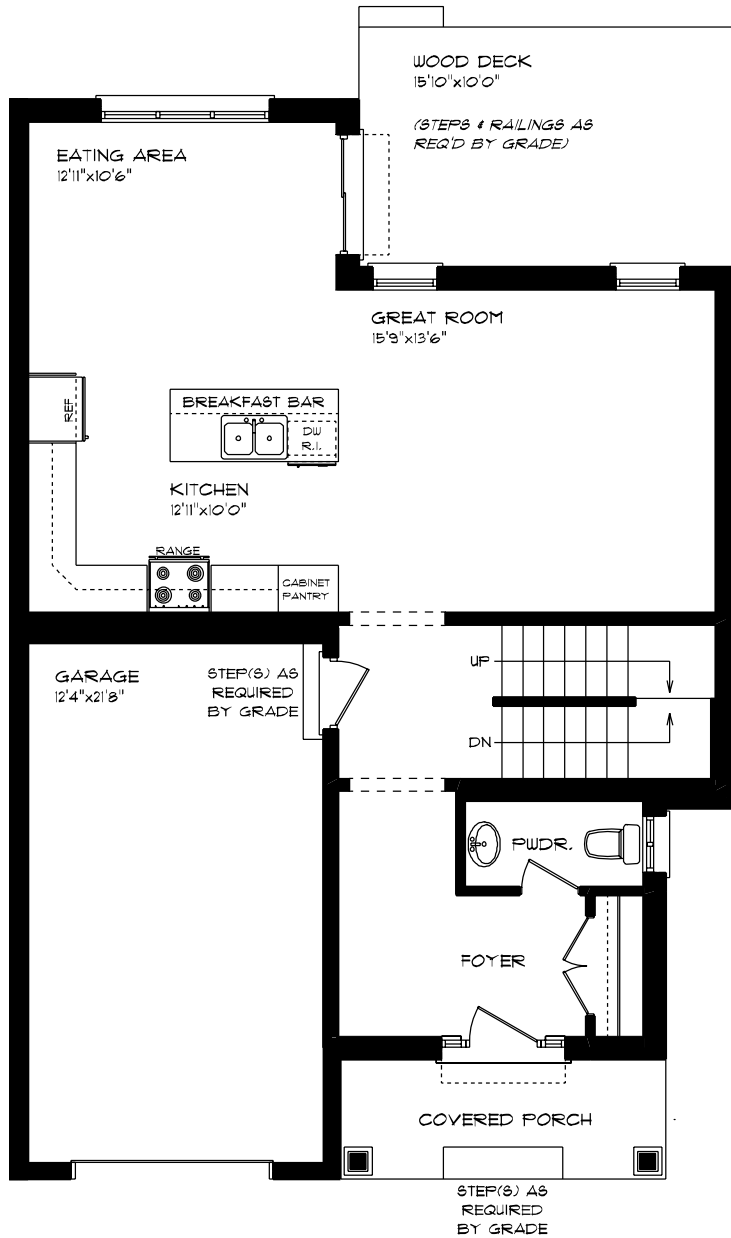 WOOD DECK
15'10"x10'0"
(STEPS & RAILINGS AS
REQ'D BY GRADE)
EATING AREA
12'11"x10'6"
GREAT ROOM
15'9"x13'6"
REF
BREAKFAST BAR
DW
R.I.
KITCHEN
12'11"x10'0"
RANGE
CABINET
PANTRY
GARAGE
12'4"x21'8"
STEP(S) AS
REQUIRED
BY GRADE
UP
DN
PWDR.
FOYER
COVERED PORCH
STEP(S) AS
REQUIRED
BY GRADE